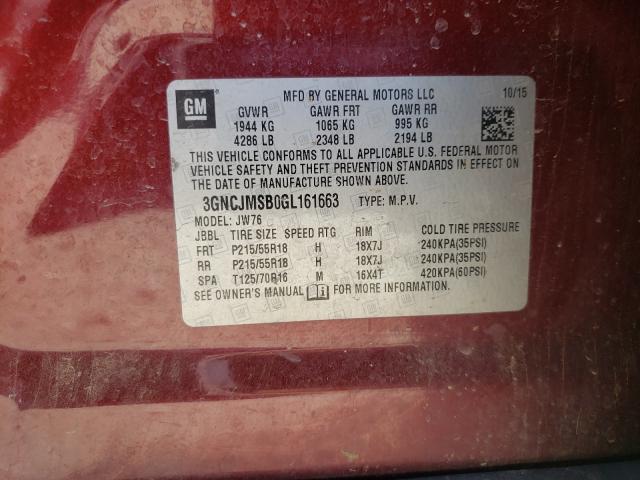 GM
MFD BY GENERAL MOTORS LLC 10/15
GVWR GAWR FRT GAWR RR
1944 KG 1065 KG 995 KG
4286 LB 2348 LB 2194 LB
THIS VEHICLE CONFORMS TO ALL APPLICABLE U.S. FEDERAL MOTOR
VEHICLE SAFETY AND THEFT PREVENTION STANDARDS IN EFFECT ON
THE DATE OF MANUFACTURE SHOWN ABOVE.
3GNCJMSB0GL161663 TYPE: M.P.V.
MODEL: JW76
JBBL TIRE SIZE SPEED RTG RIM COLD TIRE PRESSURE
FRT P215/55R18 H 18X7J 240KPA(35PSI)
RR P215/55R18 H 18X7J 240KPA(35PSI)
SPA T125/70R16 M 16X4T 420KPA(60PSI)
SEE OWNER'S MANUAL FOR MORE INFORMATION.